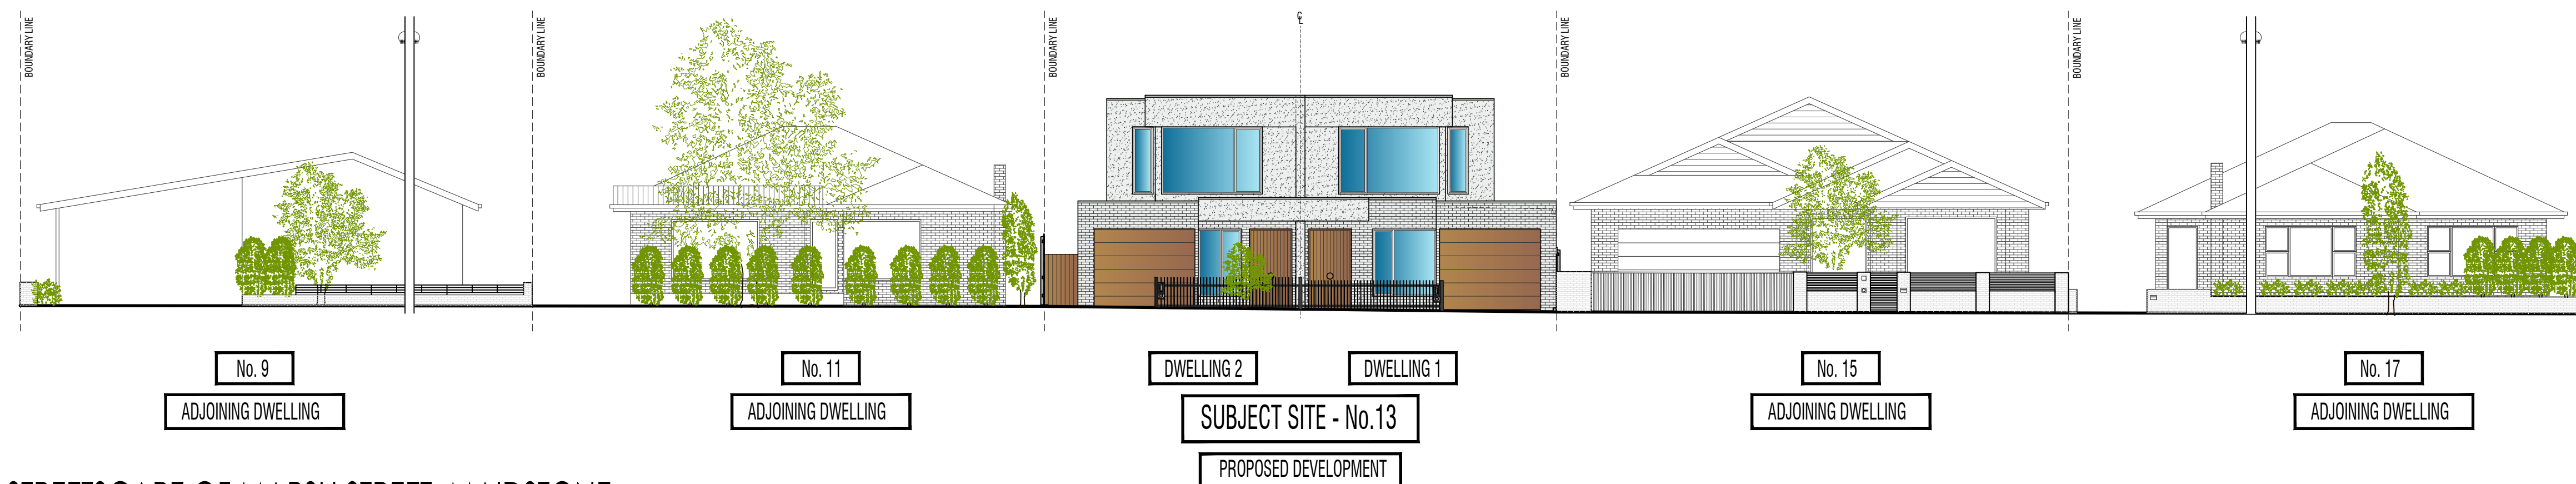 BOUNDARY LINE
BOUNDARY LINE
BOUNDARY LINE
BOUNDARY LINE
BOUNDARY LINE
No. 9
ADJOINING DWELLING
No. 11
ADJOINING DWELLING
DWELLING 2
DWELLING 1
SUBJECT SITE - No.13
PROPOSED DEVELOPMENT
No. 15
ADJOINING DWELLING
No. 17
ADJOINING DWELLING